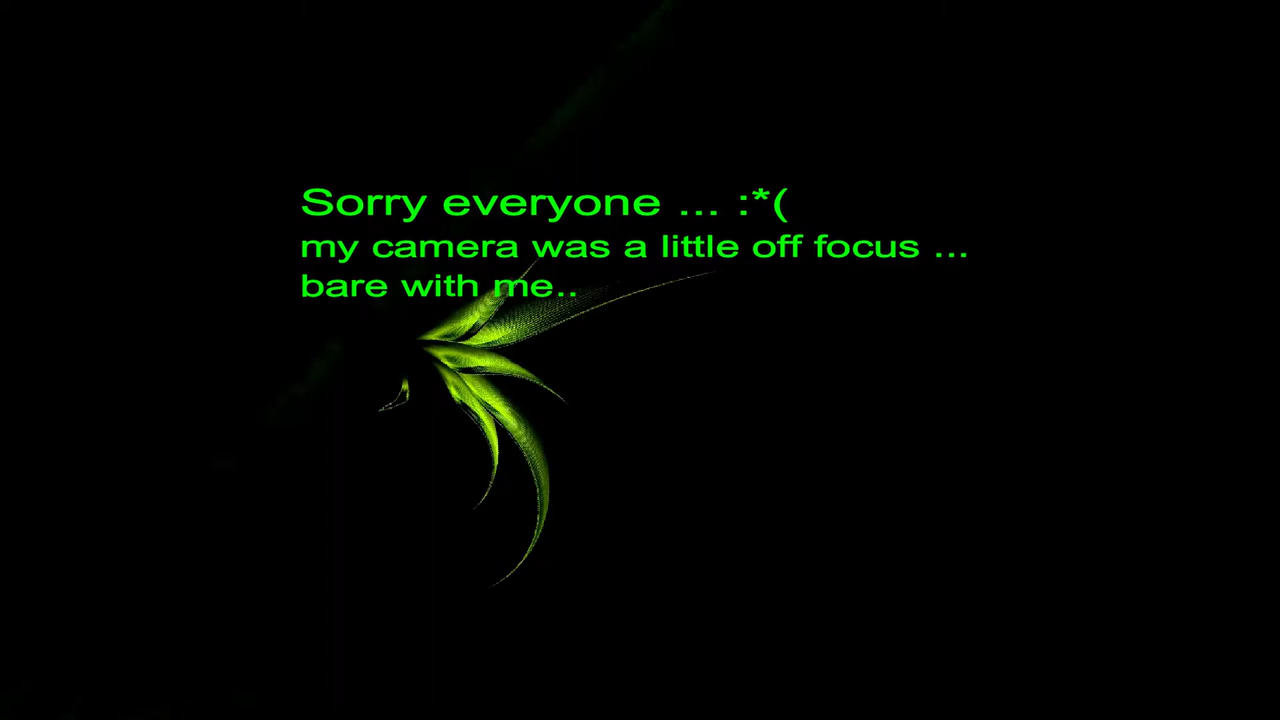 Sorry everyone ... :*(
my camera was a little off focus ...
bare with me..